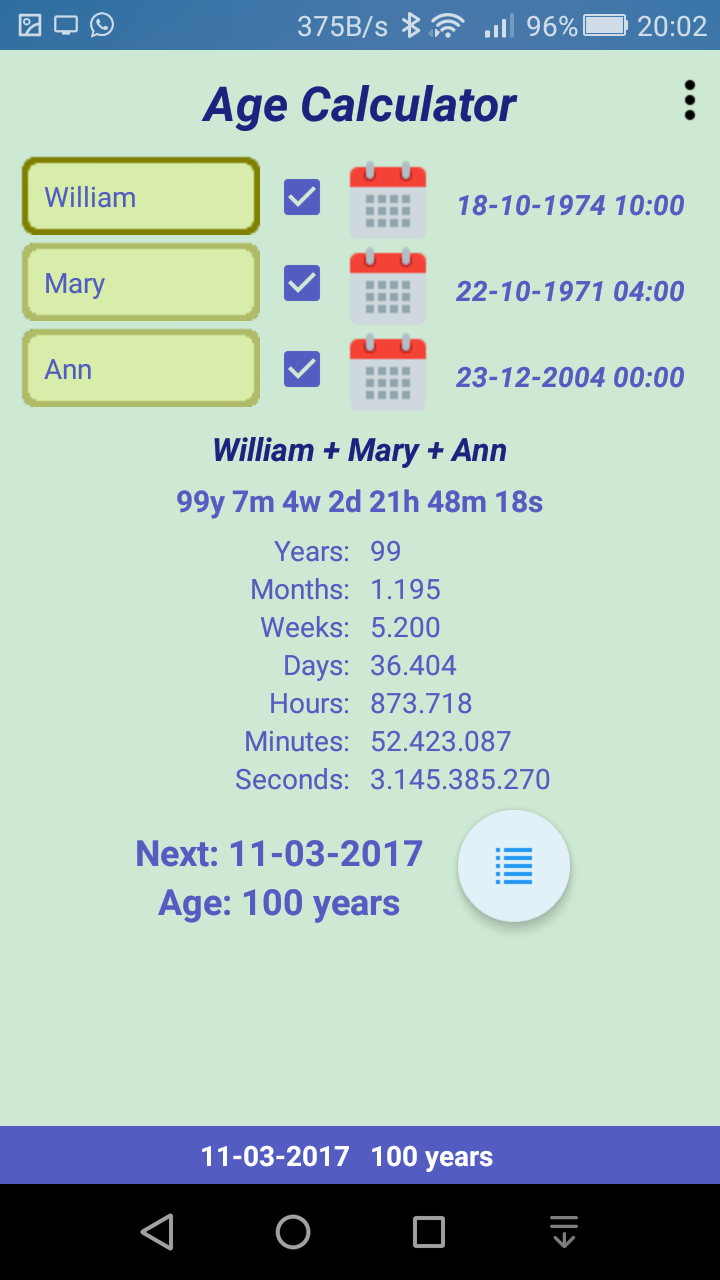 375B/s 96% 20:02
Age Calculator
William 18-10-1974 10:00
Mary 22-10-1971 04:00
Ann 23-12-2004 00:00
William + Mary + Ann
99y 7m 4w 2d 21h 48m 18s
Years: 99
Months: 1.195
Weeks: 5.200
Days: 36.404
Hours: 873.718
Minutes: 52.423.087
Seconds: 3.145.385.270
Next: 11-03-2017
Age: 100 years
11-03-2017 100 years